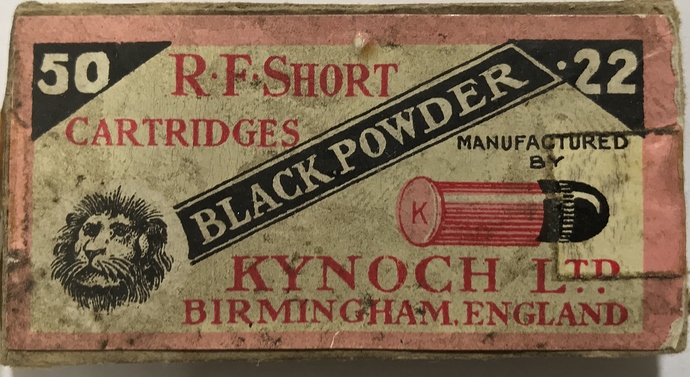 50 R·F·SHORT ·22
CARTRIDGES
BLACK POWDER
MANUFACTURED
BY
K
KYNOCH LTD.
BIRMINGHAM, ENGLAND